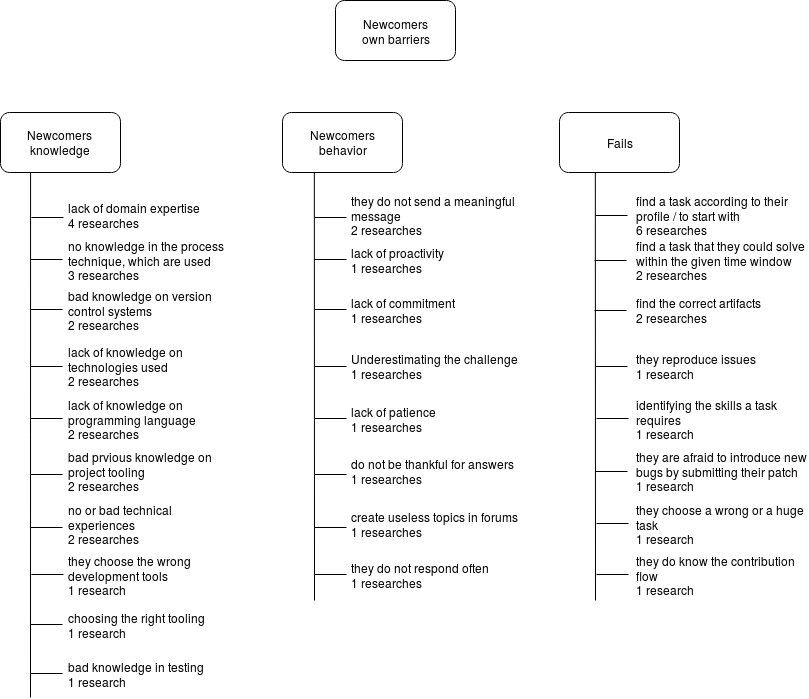 Newcomers
own barriers
Newcomers
knowledge
lack of domain expertise
4 researches
no knowledge in the process
technique, which are used
3 researches
bad knowledge on version
control systems
2 researches
lack of knowledge on
technologies used
2 researches
lack of knowledge on
programming language
2 researches
bad prvious knowledge on
project tooling
2 researches
no or bad technical
experiences
2 researches
they choose the wrong
development tools
1 research
choosing the right tooling
1 research
bad knowledge in testing
1 research
Newcomers
behavior
they do not send a meaningful
message
2 researches
lack of proactivity
1 researches
lack of commitment
1 researches
Underestimating the challenge
1 researches
lack of patience
1 researches
do not be thankful for answers
1 researches
create useless topics in forums
1 researches
they do not respond often
1 researches
Fails
find a task according to their
profile / to start with
6 researches
find a task that they could solve
within the given time window
2 researches
find the correct artifacts
2 researches
they reproduce issues
1 research
identifying the skills a task
requires
1 research
they are afraid to introduce new
bugs by submitting their patch
1 research
they choose a wrong or a huge
task
1 research
they do know the contribution
flow
1 research